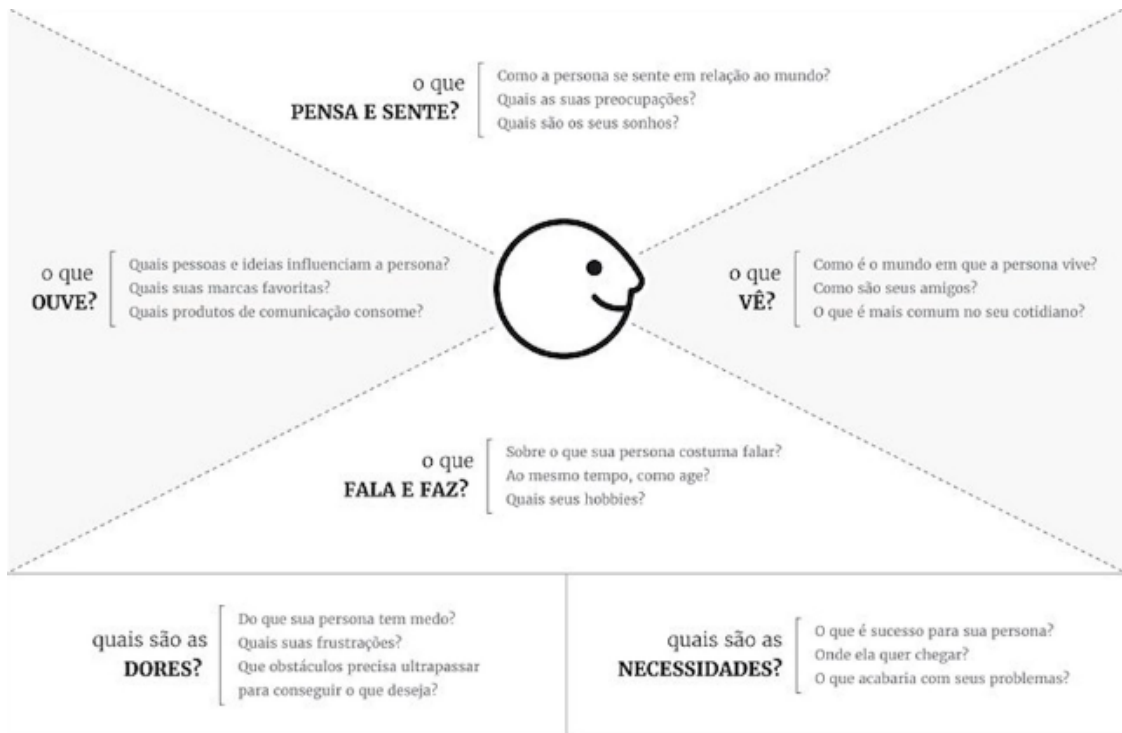 o que
PENSA E SENTE?
Como a persona se sente em relação ao mundo?
Quais as suas preocupações?
Quais são os seus sonhos?
o que
OUVE?
Quais pessoas e ideias influenciam a persona?
Quais suas marcas favoritas?
Quais produtos de comunicação consome?
o que
VÊ?
Como é o mundo em que a persona vive?
Como são seus amigos?
O que é mais comum no seu cotidiano?
o que
FALA E FAZ?
Sobre o que sua persona costuma falar?
Ao mesmo tempo, como age?
Quais seus hobbies?
quais são as
DORES?
Do que sua persona tem medo?
Quais suas frustrações?
Que obstáculos precisa ultrapassar
para conseguir o que deseja?
quais são as
NECESSIDADES?
O que é sucesso para sua persona?
Onde ela quer chegar?
O que acabaria com seus problemas?